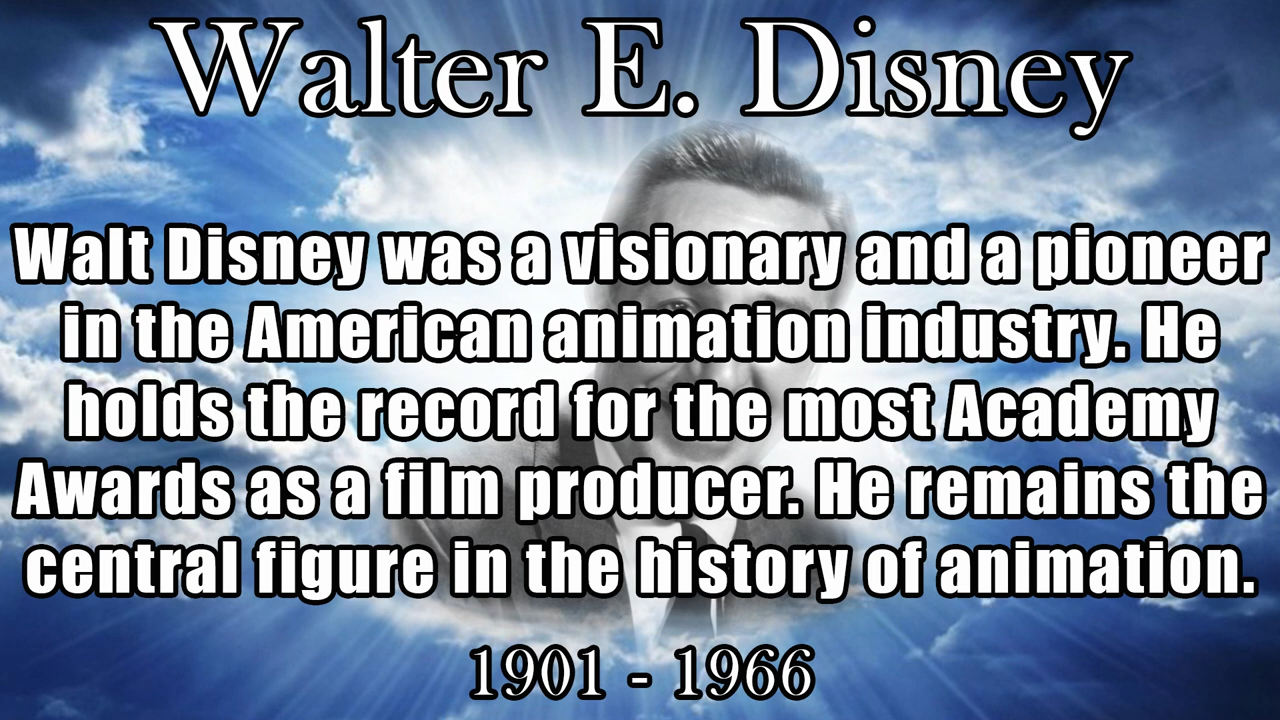 Walter E. Disney
Walt Disney was a visionary and a pioneer
in the American animation industry. He
holds the record for the most Academy
Awards as a film producer. He remains the
central figure in the history of animation.
1901 - 1966